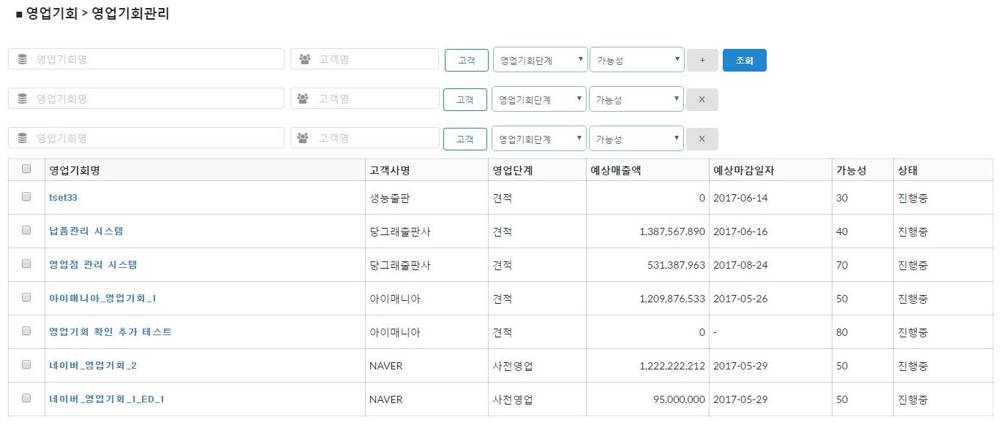 ■ 영업기회 > 영업기회관리
영업기회명 고객명 고객 영업기회단계 가능성 + 조회
영업기회명 고객명 고객 영업기회단계 가능성 X
영업기회명 고객명 고객 영업기회단계 가능성 X
영업기회명 고객사명 영업단계 예상매출액 예상마감일자 가능성 상태
tset33 생능출판 견적 0 2017-06-14 30 진행중
납품관리 시스템 당그래출판사 견적 1,387,567,890 2017-06-16 40 진행중
영업점 관리 시스템 당그래출판사 견적 531,387,963 2017-08-24 70 진행중
아이매니아_영업기회_1 아이매니아 견적 1,209,876,533 2017-05-26 50 진행중
영업기회 확인 추가 테스트 아이매니아 견적 0 - 80 진행중
네이버_영업기회_2 NAVER 사전영업 1,222,222,212 2017-05-29 50 진행중
네이버_영업기회_1_ED_1 NAVER 사전영업 95,000,000 2017-05-29 50 진행중